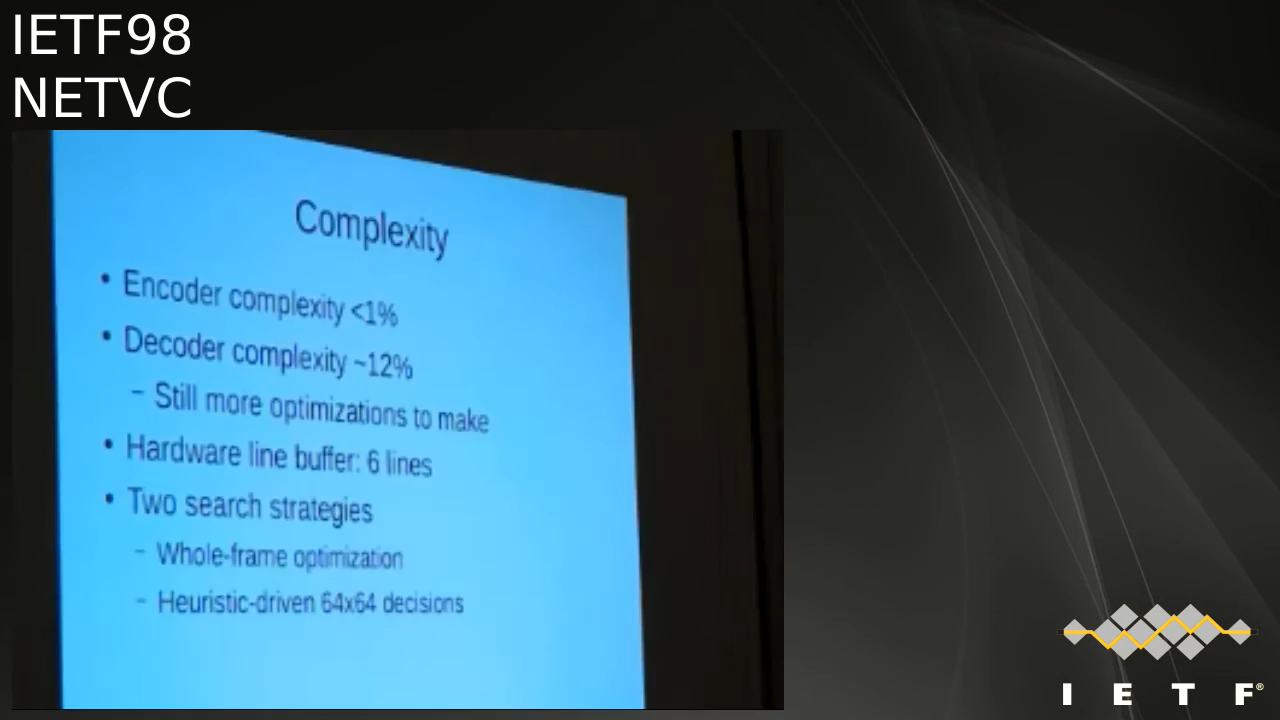 IETF98
NETVC
Complexity
• Encoder complexity <1%
• Decoder complexity ~12%
– Still more optimizations to make
• Hardware line buffer: 6 lines
• Two search strategies
– Whole-frame optimization
– Heuristic-driven 64x64 decisions
I E T F®